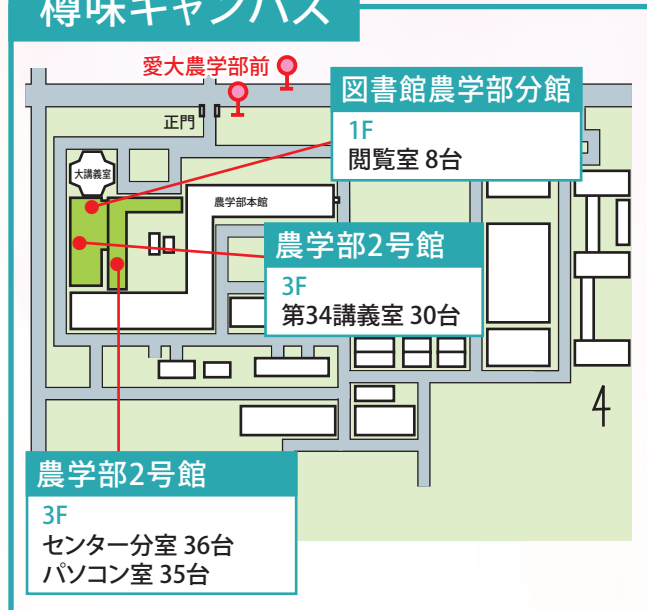 樽味キャンパス
愛大農学部前
図書館農学部分館
1F
閲覧室 8台
正門
大講義室
農学部本館
農学部2号館
3F
第34講義室 30台
農学部2号館
3F
センター分室 36台
パソコン室 35台